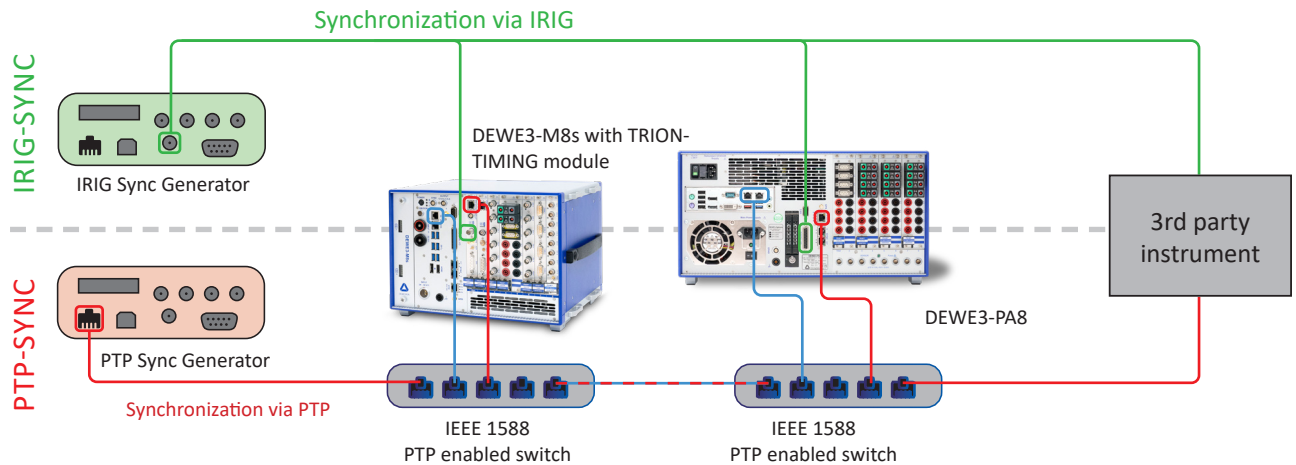 Synchronization via IRIG
IRIG-SYNC
IRIG Sync Generator
DEWE3-M8s with TRION-
TIMING module
3rd party
instrument
PTP-SYNC
PTP Sync Generator
DEWE3-PA8
Synchronization via PTP
IEEE 1588
PTP enabled switch
IEEE 1588
PTP enabled switch